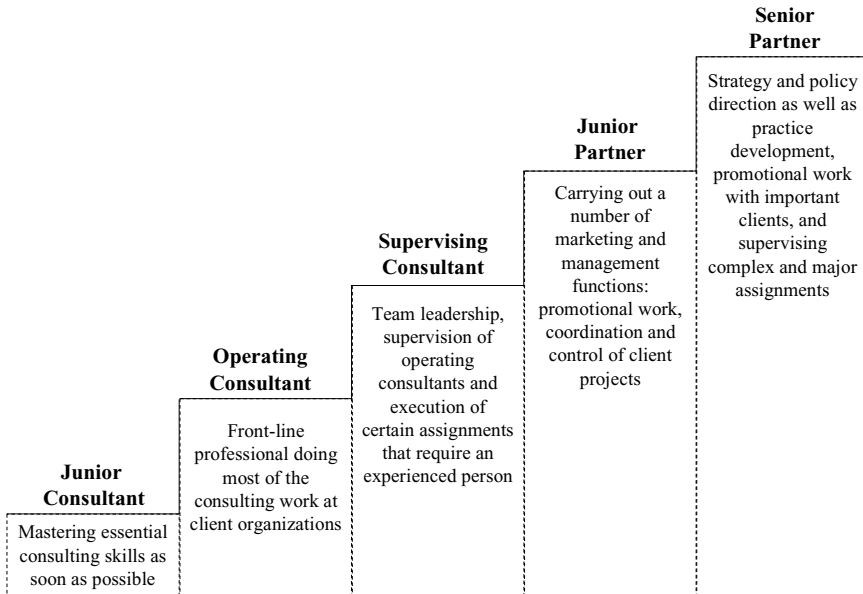 Senior
Partner
Strategy and policy
direction as well as
practice
development,
promotional work
with important
clients, and
supervising
complex and major
assignments
Junior
Partner
Carrying out a
number of
marketing and
management
functions:
promotional work,
coordination and
control of client
projects
Supervising
Consultant
Team leadership,
supervision of
operating
consultants and
execution of
certain assignments
that require an
experienced person
Operating
Consultant
Front-line
professional doing
most of the
consulting work at
client organizations
Junior
Consultant
Mastering essential
consulting skills as
soon as possible